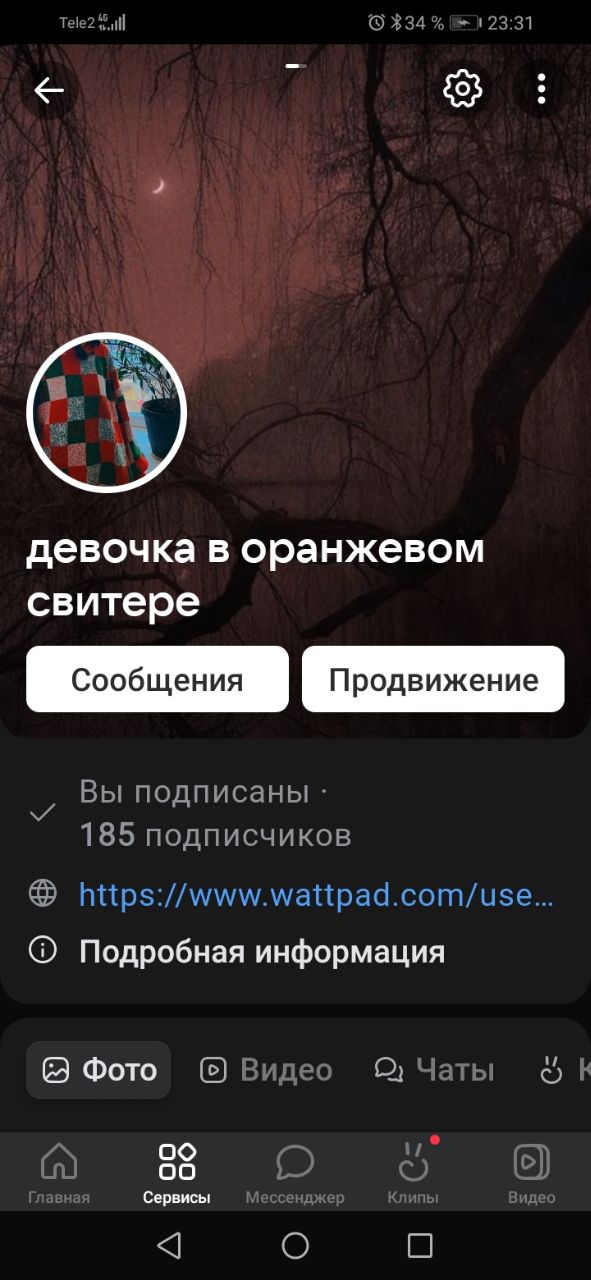 Tele2 4G 34 % 23:31
девочка в оранжевом
свитере
Сообщения Продвижение
Вы подписаны ·
185 подписчиков
https://www.wattpad.com/use...
Подробная информация
Фото Видео Чаты К
Главная Сервисы Мессенджер Клипы Видео